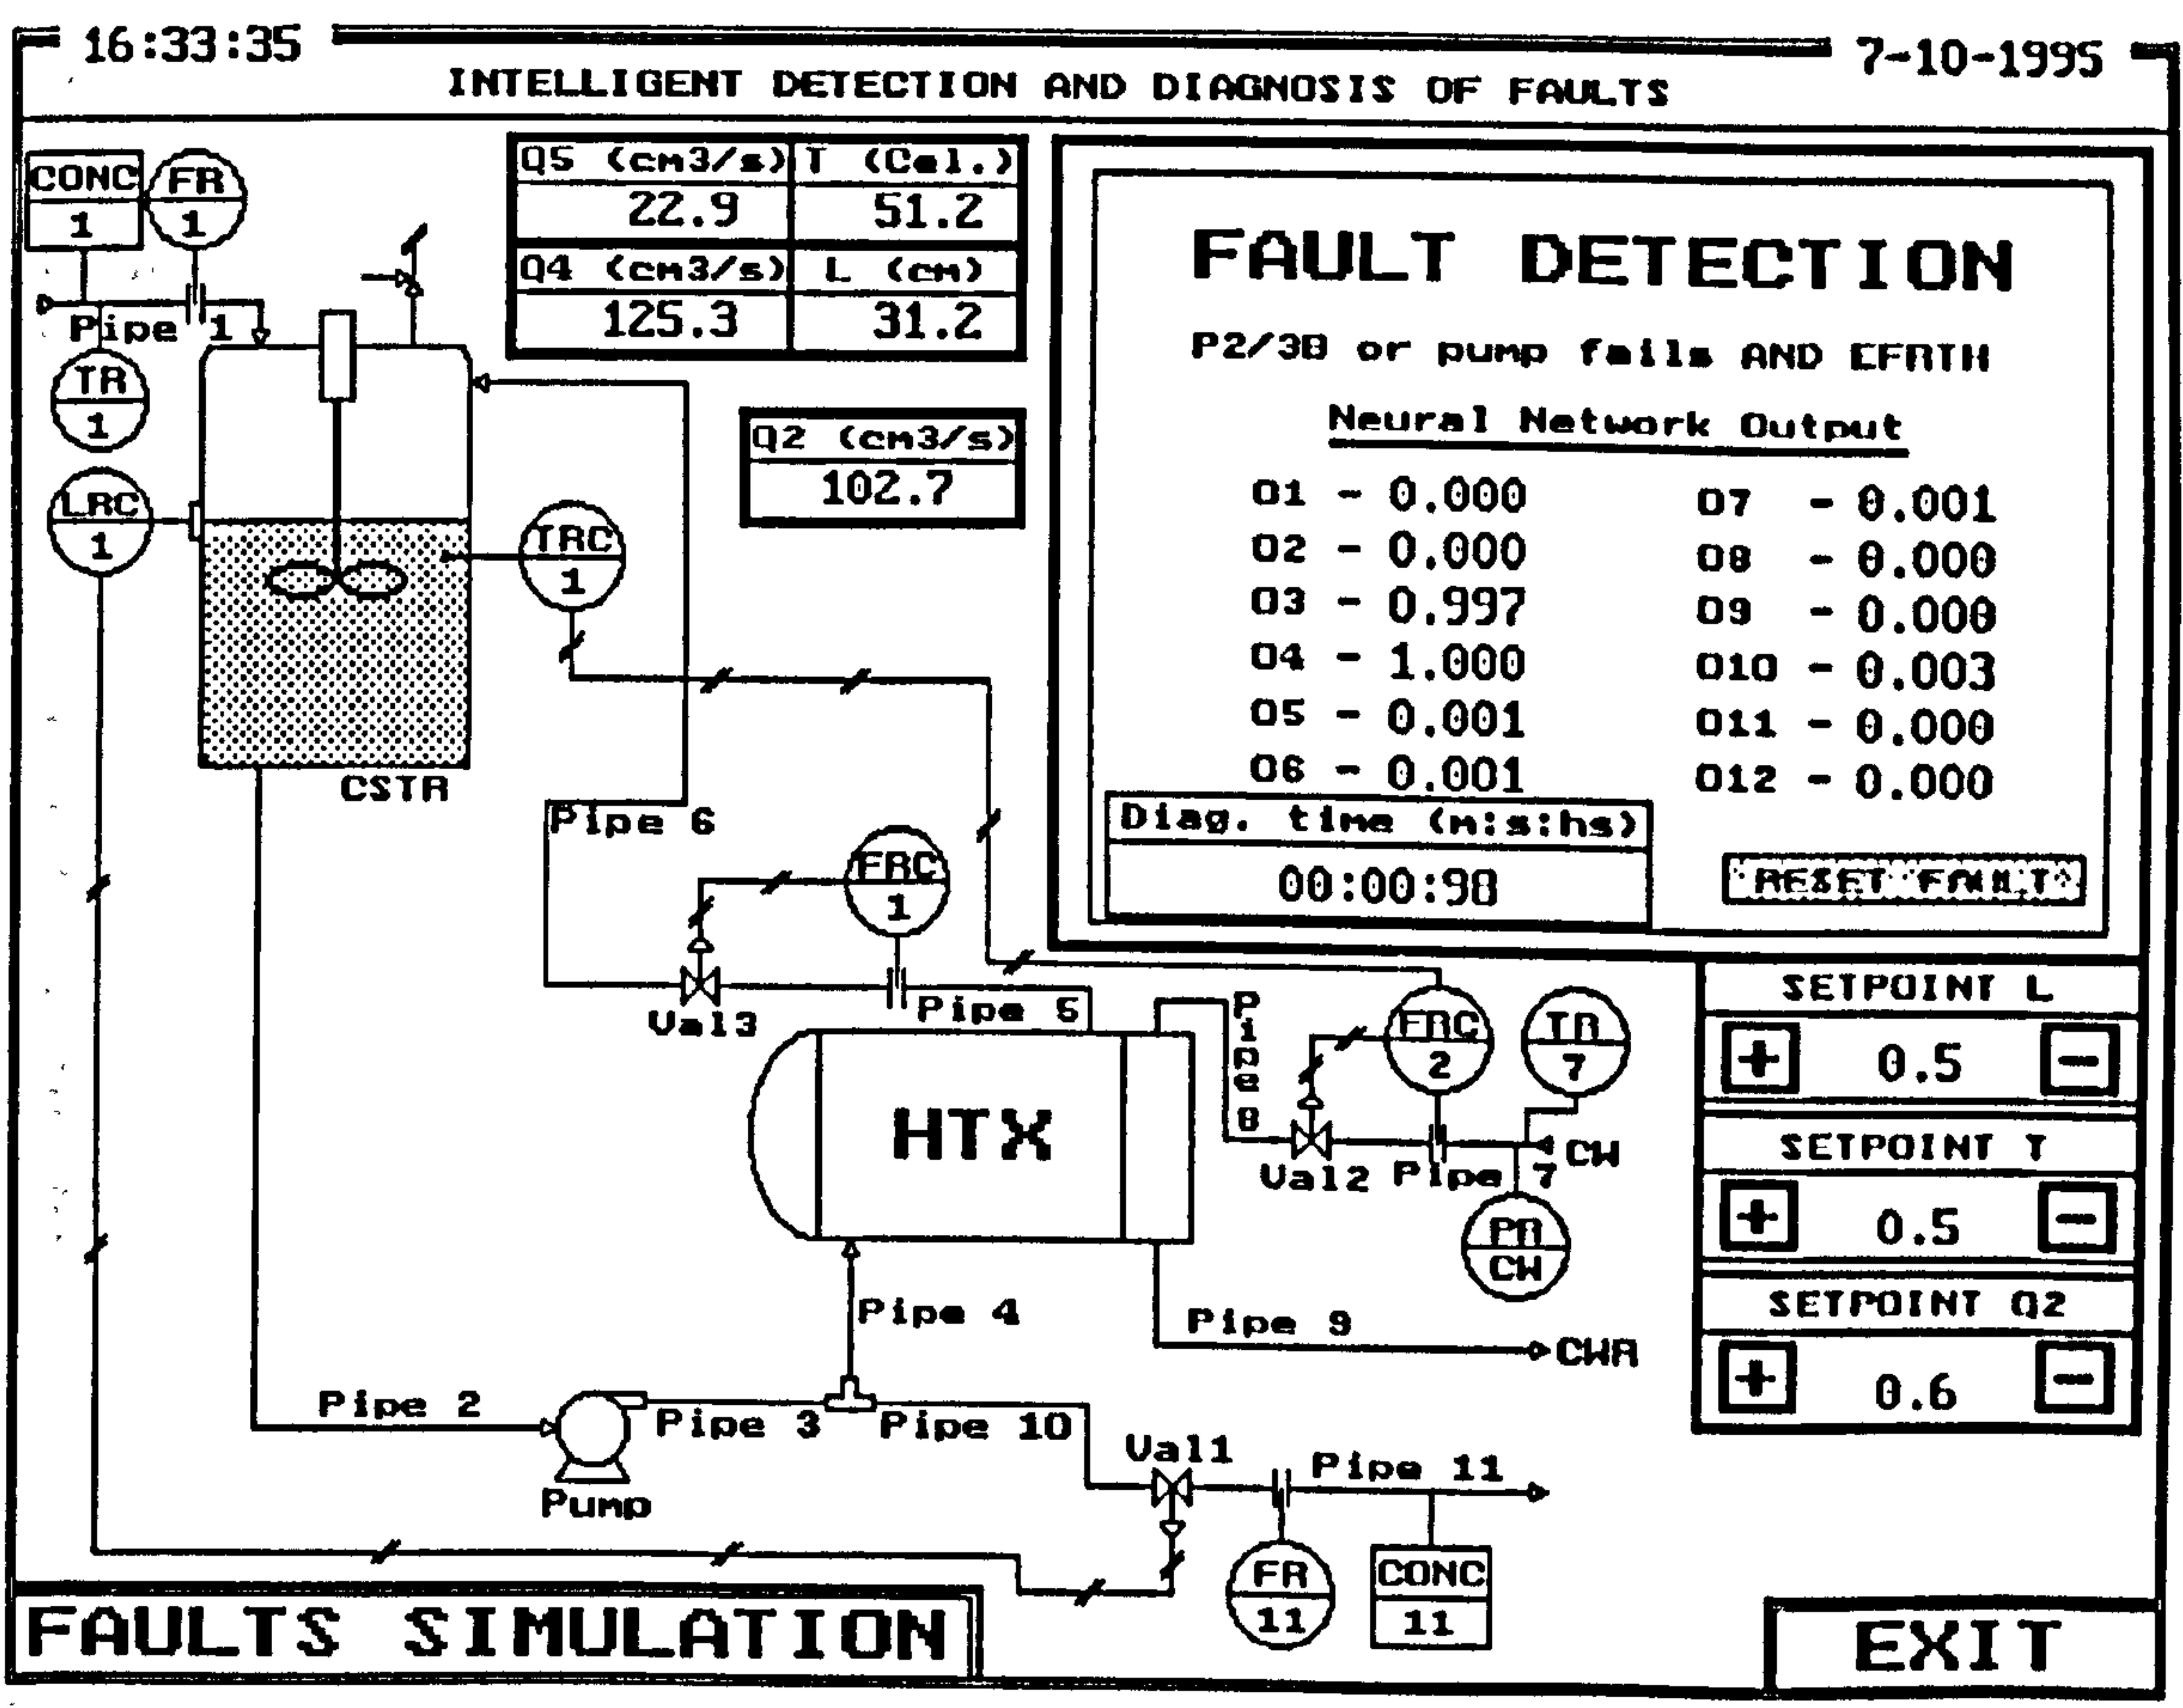 16:33:35
7-10-1995
INTELLIGENT DETECTION AND DIAGNOSIS OF FAULTS
CONC
1
FR
1
Pipe 1
TR
1
LRC
1
TRC
1
CSTR
Q5 (cm3/s) T (Cel.)
22.9 51.2
Q4 (cm3/s) L (cm)
125.3 31.2
Q2 (cm3/s)
102.7
FAULT DETECTION
P2/3B or pump fails AND EFRTH
Neural Network Output
O1 - 0.000
O2 - 0.000
O3 - 0.997
O4 - 1.000
O5 - 0.001
O6 - 0.001
O7 - 0.001
O8 - 0.000
O9 - 0.000
O10 - 0.003
O11 - 0.000
O12 - 0.000
Diag. time (m:s:hs)
00:00:98
RESET FAULT
Pipe 6
FRC
1
Val3
Pipe 5
HTX
Pipe 8
FRC
2
TR
7
CW
Val2
Pipe 7
PR
CW
Pipe 4
Pipe 9
CWR
Pipe 2
Pump
Pipe 3
Pipe 10
Val1
Pipe 11
FR
11
CONC
11
SETPOINT L
+ 0.5 -
SETPOINT T
+ 0.5 -
SETPOINT Q2
+ 0.6 -
FAULTS SIMULATION
EXIT